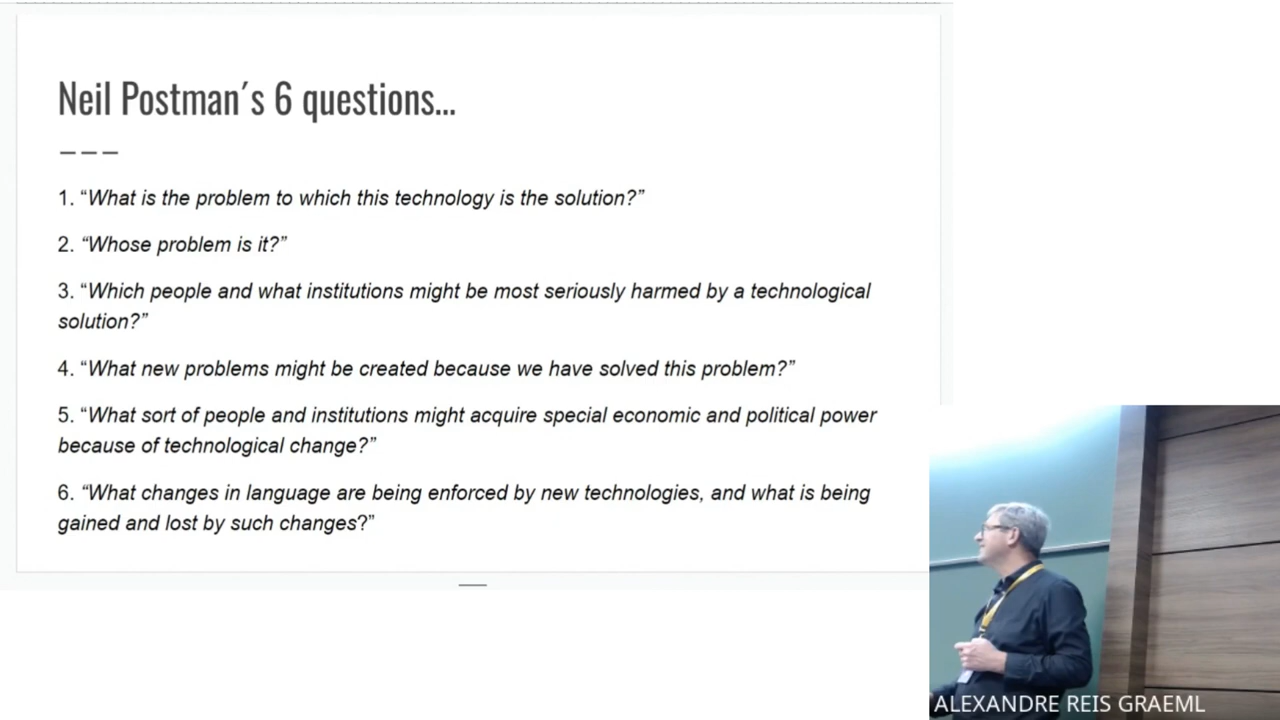 Neil Postman´s 6 questions...
1. “What is the problem to which this technology is the solution?”
2. “Whose problem is it?”
3. “Which people and what institutions might be most seriously harmed by a technological
solution?”
4. “What new problems might be created because we have solved this problem?”
5. “What sort of people and institutions might acquire special economic and political power
because of technological change?”
6. “What changes in language are being enforced by new technologies, and what is being
gained and lost by such changes?”
ALEXANDRE REIS GRAEML